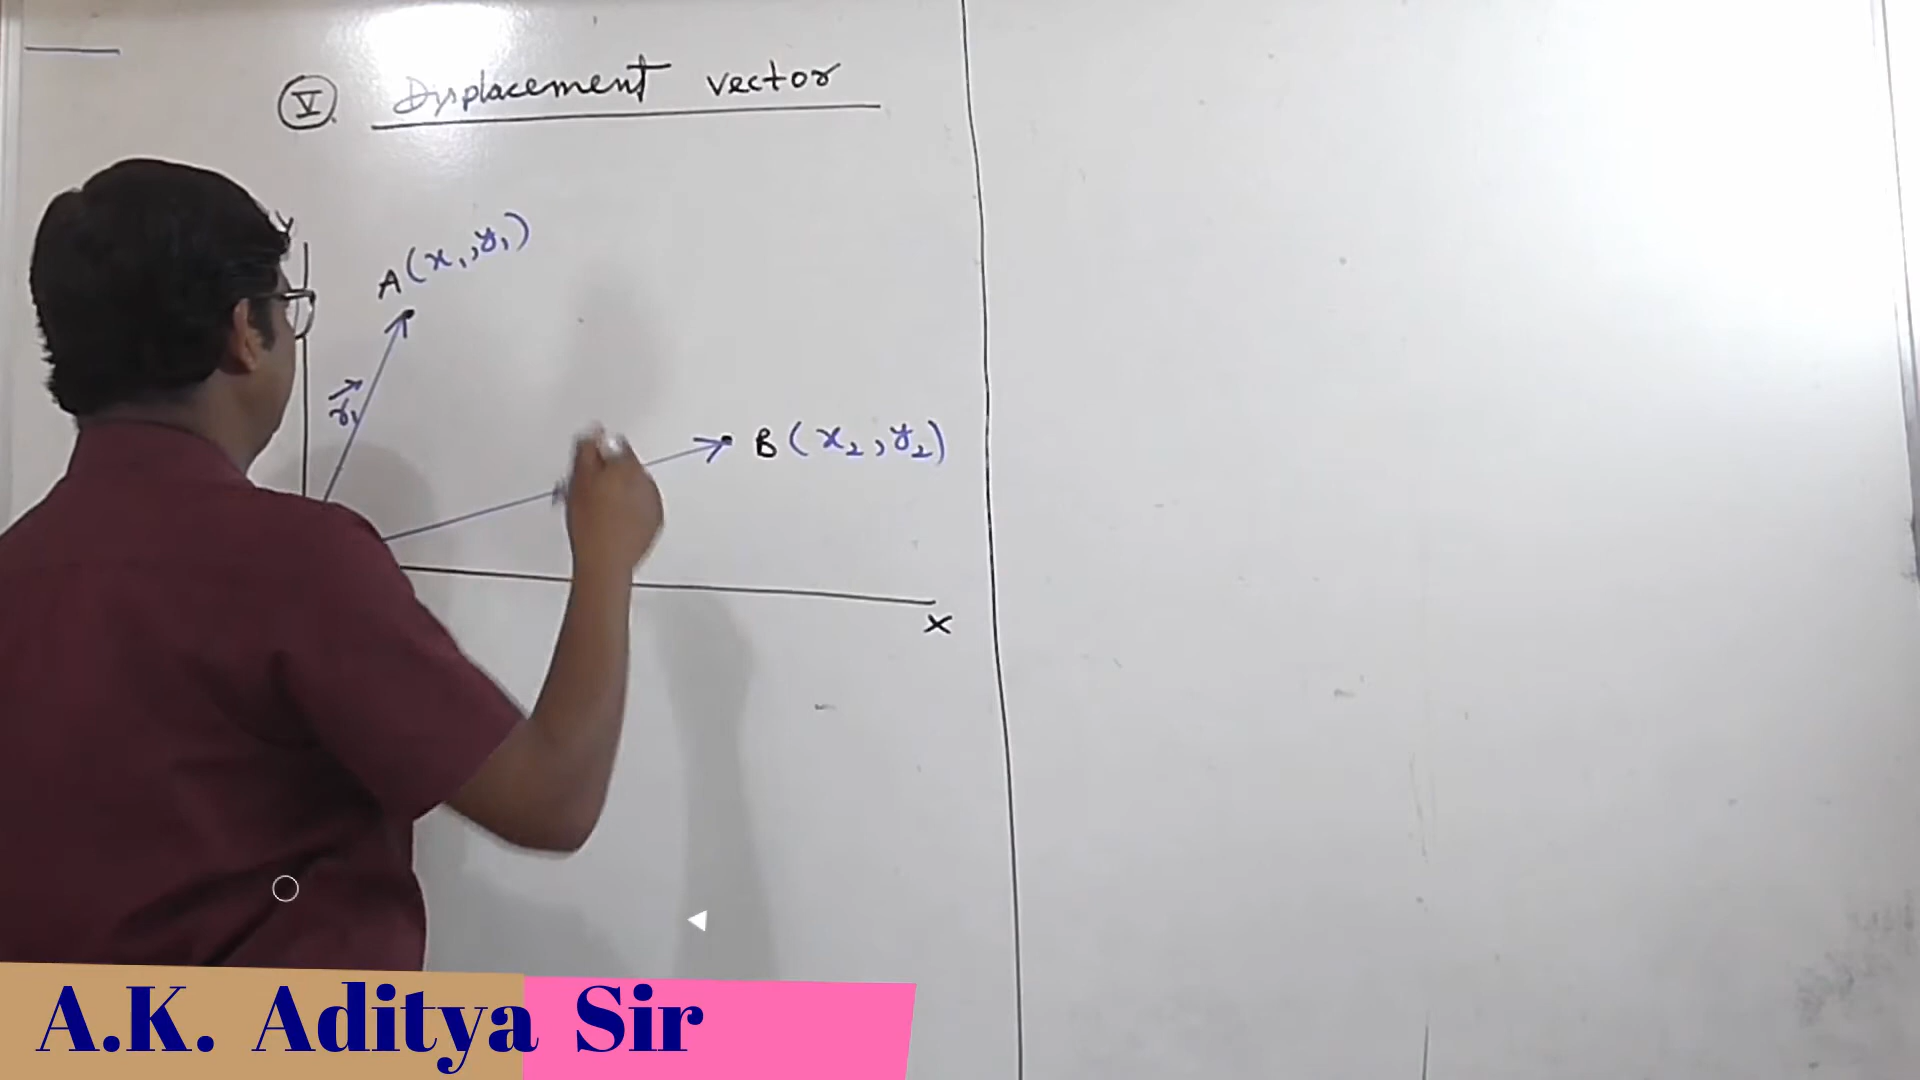 V. Displacement vector
Y
A(x₁,y₁)
r₁
B(x₂,y₂)
X
A.K. Aditya Sir